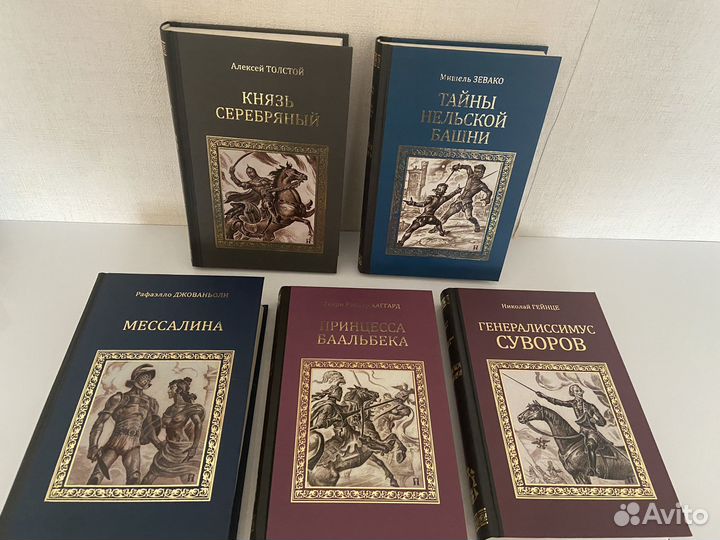 Алексей ТОЛСТОЙ
КНЯЗЬ
СЕРЕБРЯНЫЙ
Мишель ЗЕВАКО
ТАЙНЫ
НЕЛЬСКОЙ
БАШНИ
Рафаэлло ДЖОВАНЬОЛИ
МЕССАЛИНА
ХАГГАРД
ПРИНЦЕССА
БААЛЬБЕКА
Николай ГЕЙНЦЕ
ГЕНЕРАЛИССИМУС
СУВОРОВ
Avito